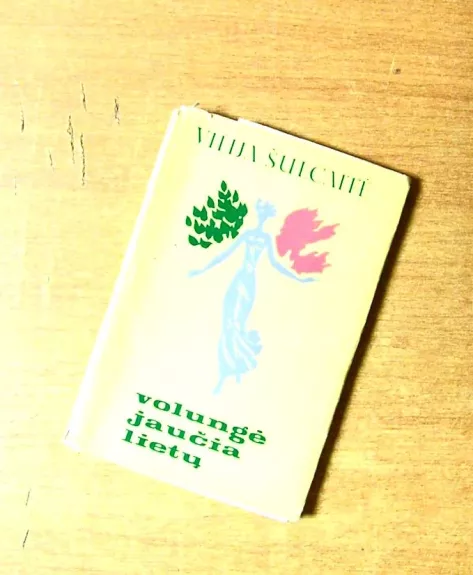 VILIJA ŠULCAITĖ
volungė
jaučia
lietų